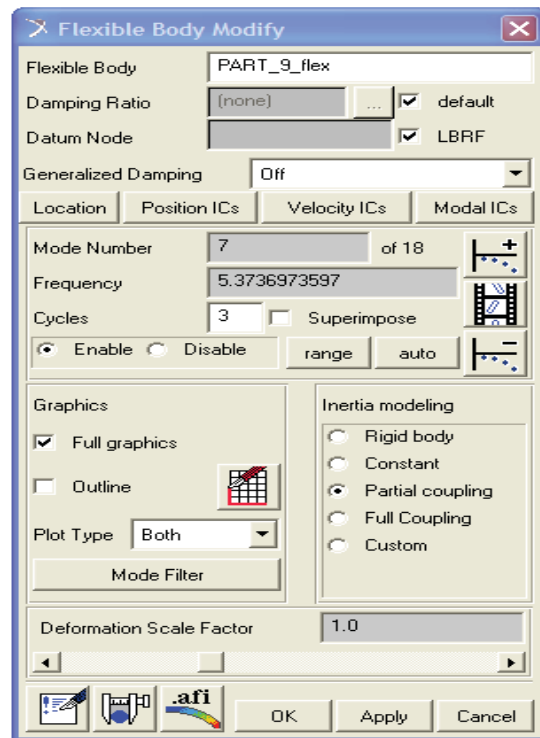 Flexible Body Modify
Flexible Body PART_9_flex
Damping Ratio (none) ... default
Datum Node LBRF
Generalized Damping Off
Location Position ICs Velocity ICs Modal ICs
Mode Number 7 of 18
Frequency 5.3736973597
Cycles 3 Superimpose
Enable Disable range auto
Graphics Inertia modeling
Full graphics Rigid body
Constant
Outline Partial coupling
Full Coupling
Plot Type Both Custom
Mode Filter
Deformation Scale Factor 1.0
.afi
OK Apply Cancel